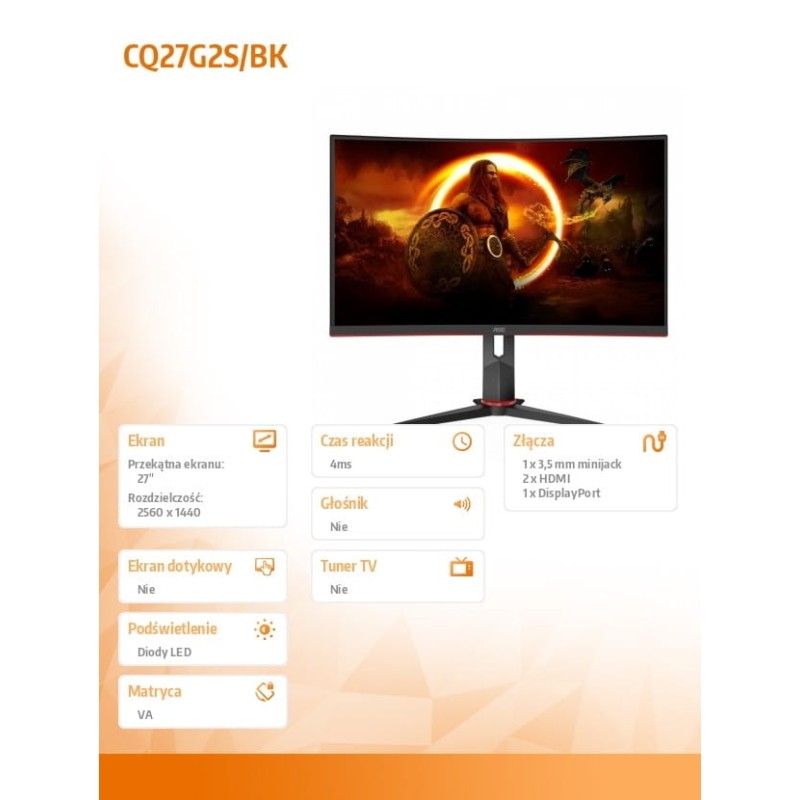 CQ27G2S/BK
AOC
Ekran
Przekątna ekranu:
27"
Rozdzielczość:
2560 x 1440
Czas reakcji
4ms
Złącza
1 x 3,5 mm minijack
2 x HDMI
1 x DisplayPort
Głośnik
Nie
Ekran dotykowy
Nie
Tuner TV
Nie
Podświetlenie
Diody LED
Matryca
VA